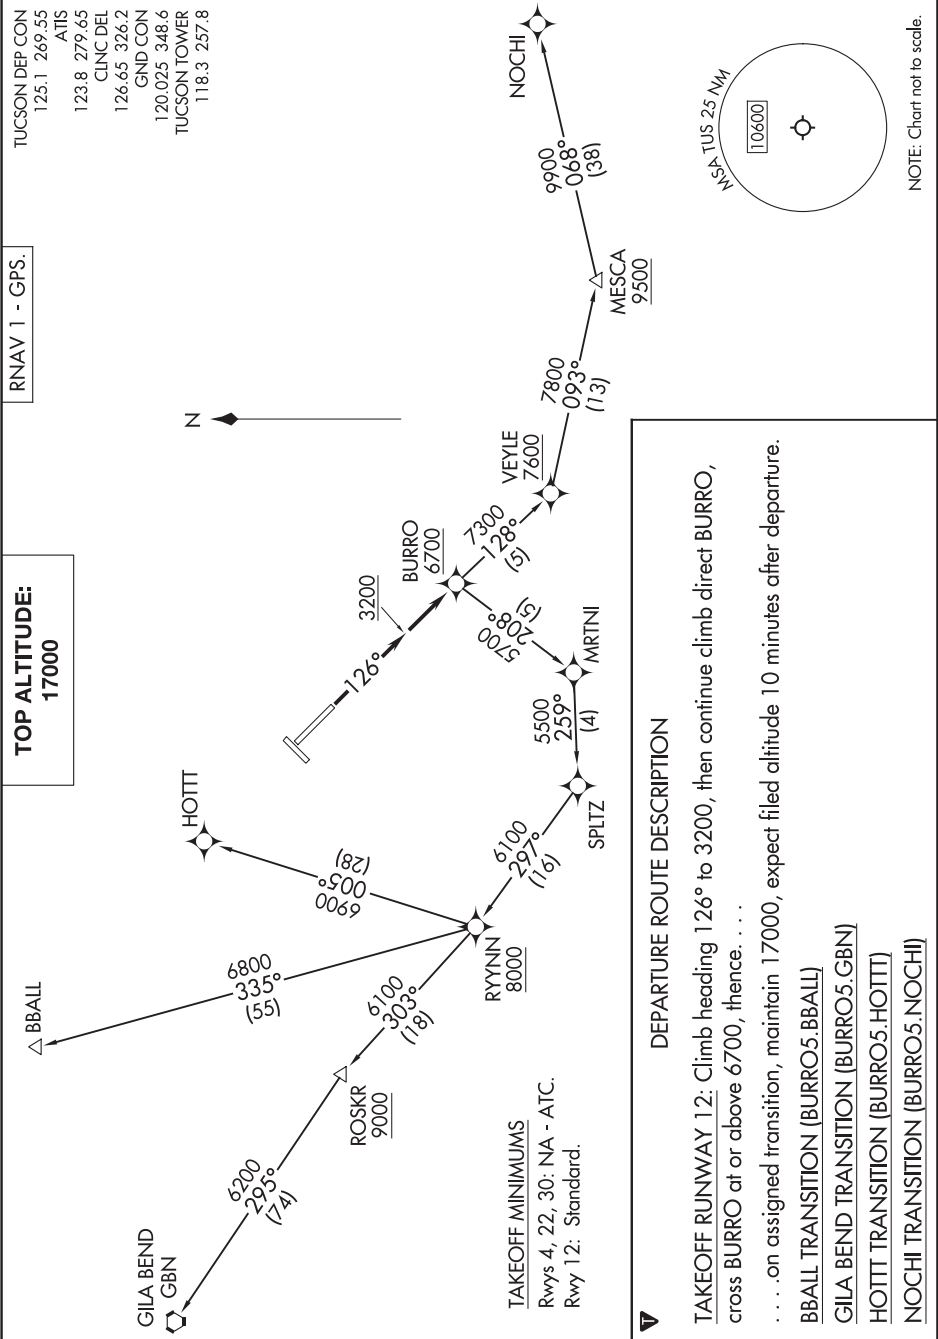 TOP ALTITUDE:
17000
RNAV 1 - GPS.
TUCSON DEP CON
125.1 269.55
ATIS
123.8 279.65
CLNC DEL
126.65 326.2
GND CON
120.025 348.6
TUCSON TOWER
118.3 257.8
N
BBALL
HOTTT
GILA BEND
GBN
6200
295°
(74)
ROSKR
9000
6100
303°
(18)
6800
335°
(55)
6900
005°
(28)
RYYNN
8000
6100
297°
(16)
SPLTZ
5500
259°
(4)
MRTNI
5700
208°
(5)
126°
3200
BURRO
6700
7300
128°
(5)
VEYLE
7600
7800
093°
(13)
MESCA
9500
9900
068°
(38)
NOCHI
MSA TUS 25 NM
10600
NOTE: Chart not to scale.
TAKEOFF MINIMUMS
Rwys 4, 22, 30: NA - ATC.
Rwy 12: Standard.
T
DEPARTURE ROUTE DESCRIPTION
TAKEOFF RUNWAY 12: Climb heading 126° to 3200, then continue climb direct BURRO,
cross BURRO at or above 6700, thence. . . .
. . . .on assigned transition, maintain 17000, expect filed altitude 10 minutes after departure.
BBALL TRANSITION (BURRO5.BBALL)
GILA BEND TRANSITION (BURRO5.GBN)
HOTTT TRANSITION (BURRO5.HOTTT)
NOCHI TRANSITION (BURRO5.NOCHI)